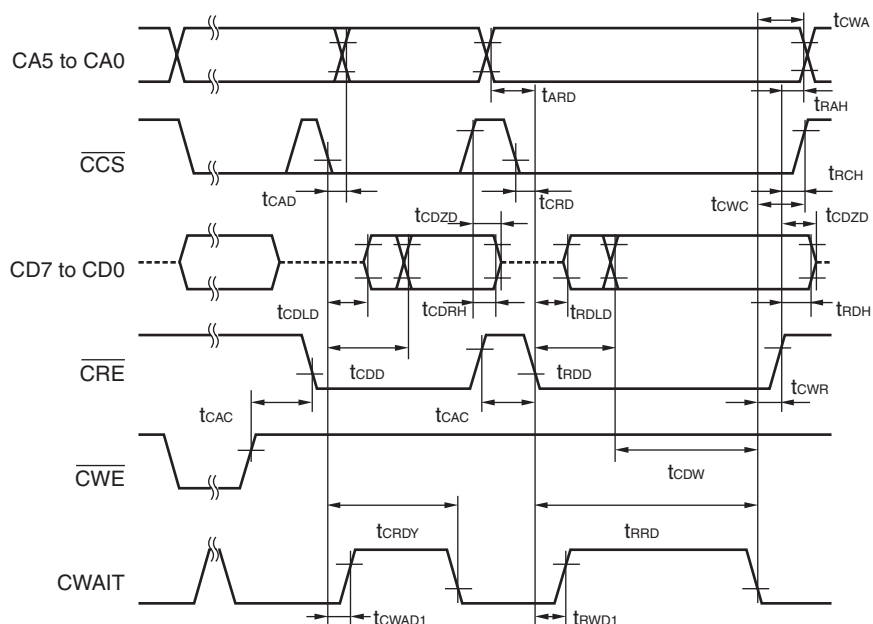 tCWA
CA5 to CA0
tARD
tRAH
CCS
tRCH
tCAD
tCRD
tCWC
tCDZD
tCDZD
CD7 to CD0
tCDLD
tCDRH
tRDLD
tRDH
CRE
tCDD
tRDD
tCWR
tCAC
tCAC
CWE
tCDW
tCRDY
tRRD
CWAIT
tCWAD1
tRWD1